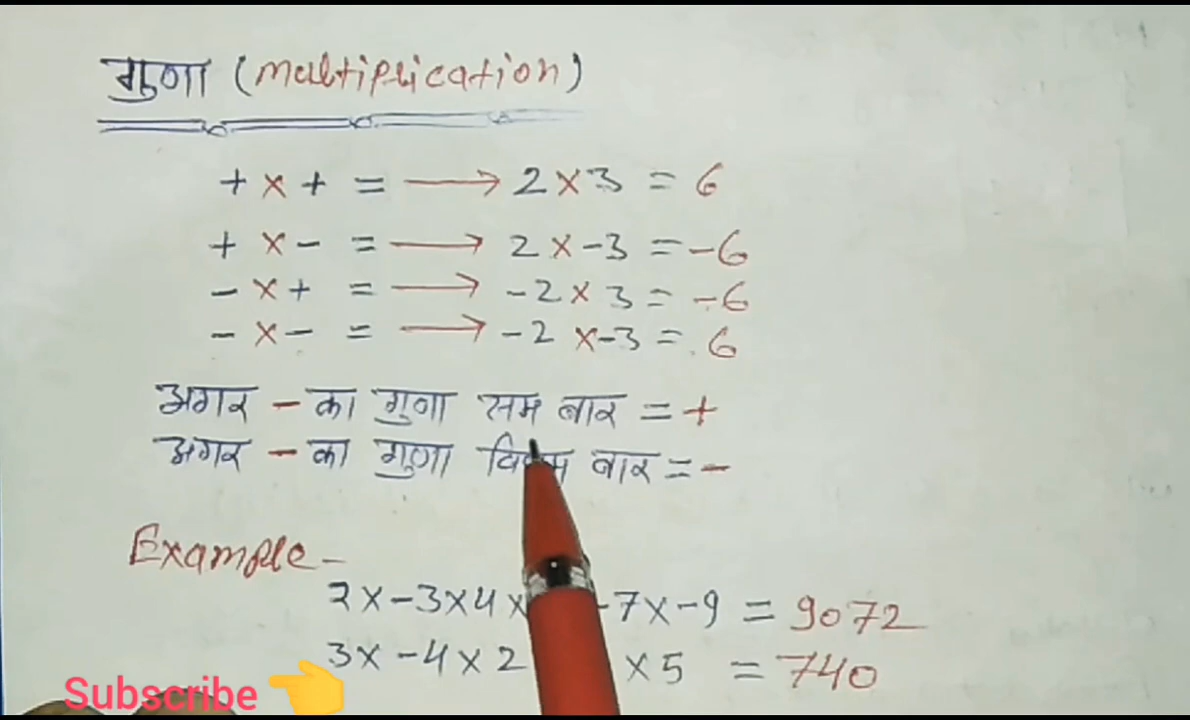 गुणा (multiplication)
+ × + = → 2×3 = 6
+ ×- = → 2 ×-3 = -6
- ×+ = → -2× 3 = -6
- ×- = → -2 ×-3 = 6
अगर - का गुना सम बार = +
अगर - का गुणा बार = -
Example -
2×-3×4× -7×-9 = 9072
3× -4×2 ×5 = 740
Subscribe